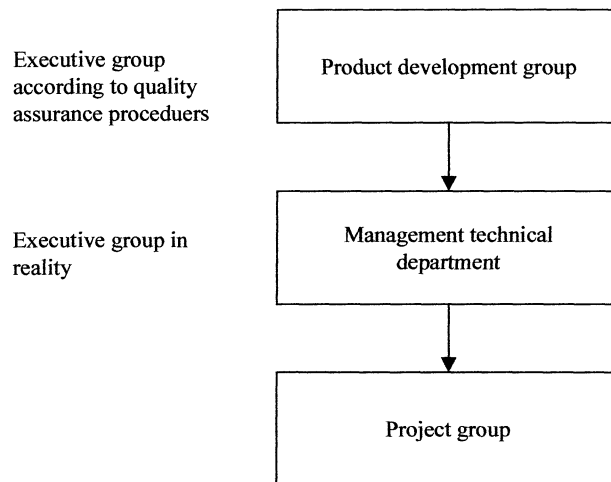 Executive group
according to quality
assurance proceduers
Product development group
Executive group in
reality
Management technical
department
Project group